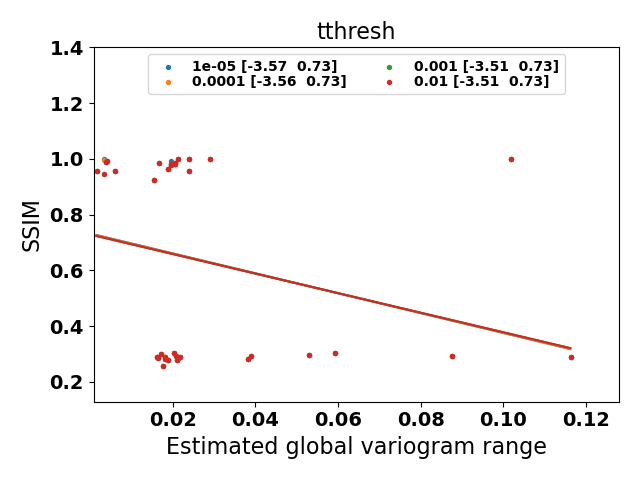 tthresh
1e-05 [-3.57  0.73]
0.0001 [-3.56  0.73]
0.001 [-3.51  0.73]
0.01 [-3.51  0.73]
1.4
1.2
1.0
0.8
0.6
0.4
0.2
SSIM
0.02 0.04 0.06 0.08 0.10 0.12
Estimated global variogram range